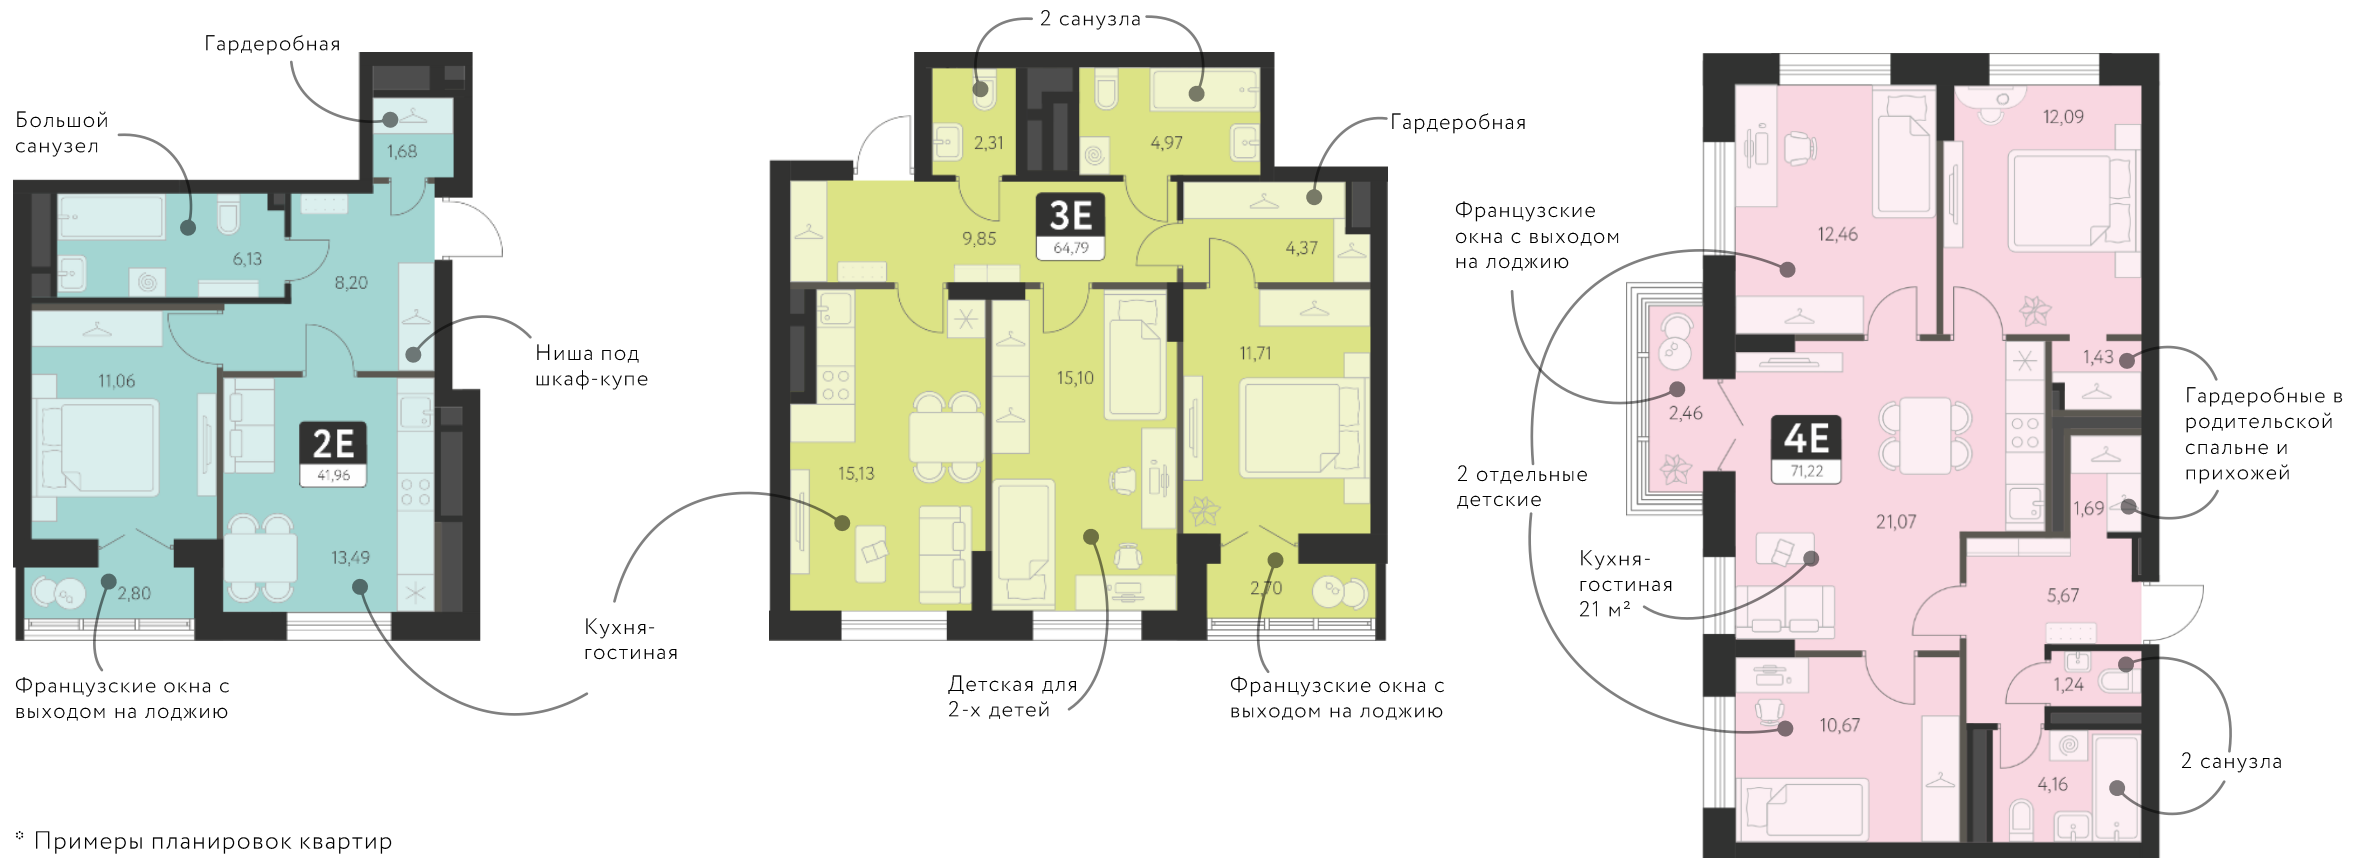 Гардеробная
Большой
санузел
1,68
6,13
8,20
11,06
Ниша под
шкаф-купе
2Е
41,96
13,49
2,80
Французские окна с
выходом на лоджию
Кухня-
гостиная
2 санузла
2,31
4,97
Гардеробная
9,85
3Е
64,79
4,37
15,13
15,10
11,71
2,70
Детская для
2-х детей
Французские окна с
выходом на лоджию
Французские
окна с выходом
на лоджию
12,46
12,09
1,43
2,46
4Е
71,22
Гардеробные в
родительской
спальне и
прихожей
2 отдельные
детские
1,69
21,07
Кухня-
гостиная
21 м²
5,67
1,24
10,67
4,16
2 санузла
* Примеры планировок квартир